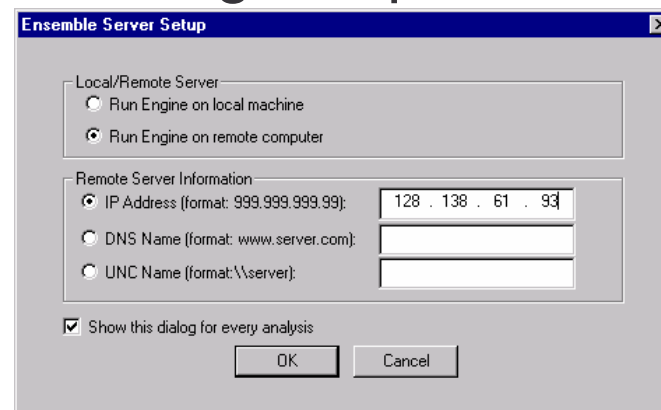 Ensemble Server Setup
Local/Remote Server
Run Engine on local machine
Run Engine on remote computer
Remote Server Information
IP Address (format: 999.999.999.99):
128 . 138 . 61 . 93
DNS Name (format: www.server.com):
UNC Name (format:\\server):
Show this dialog for every analysis
OK
Cancel